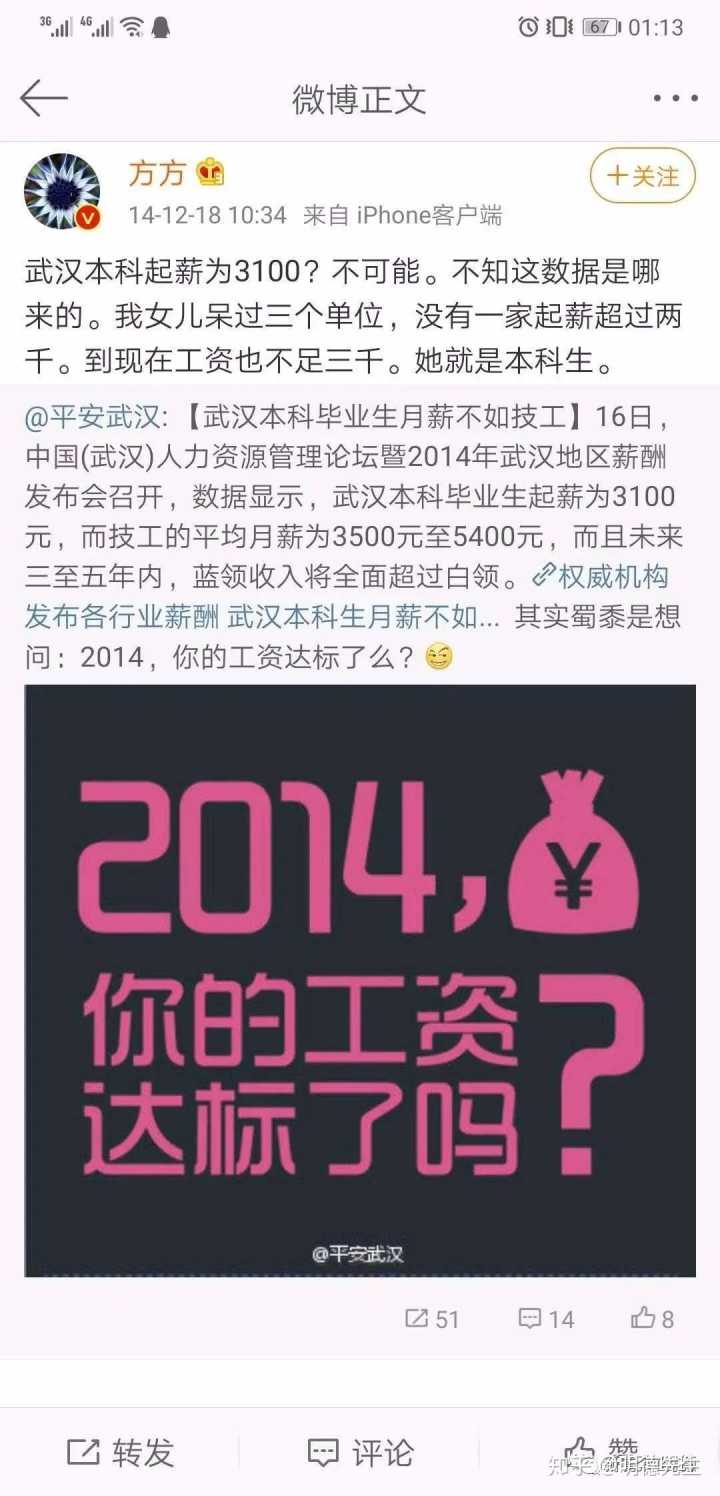 3G 4G 67 01:13
微博正文
方方
+关注
14-12-18 10:34 来自 iPhone客户端
武汉本科起薪为3100？不可能。不知这数据是哪
来的。我女儿呆过三个单位，没有一家起薪超过两
千。到现在工资也不足三千。她就是本科生。
@平安武汉:【武汉本科毕业生月薪不如技工】16日，
中国(武汉)人力资源管理论坛暨2014年武汉地区薪酬
发布会召开，数据显示，武汉本科毕业生起薪为3100
元，而技工的平均月薪为3500元至5400元，而且未来
三至五年内，蓝领收入将全面超过白领。权威机构
发布各行业薪酬 武汉本科生月薪不如... 其实蜀黍是想
问：2014，你的工资达标了么？
2014，
¥
你的工资
达标了吗？
@平安武汉
51 14 8
转发 评论 赞
知乎